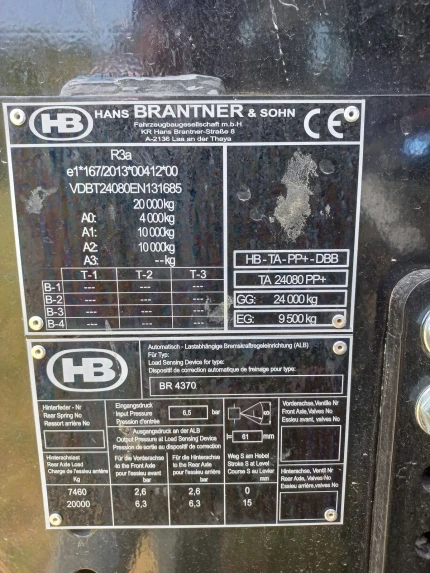 HB HANS BRANTNER & SOHN CE
Fahrzeugbaugesellschaft m.b.H.
KR Hans Brantner-Straße 8
A-2136 Laa an der Thaya
R3a
e1*167/2013*00412*00
VDBT24080EN131685
20 000kg
A0: 4 000kg
A1: 10 000kg
A2: 10 000kg
A3: --kg
T-1 T-2 T-3
B-1 --- --- ---
B-2 --- --- ---
B-3 --- --- ---
B-4 --- --- ---
HB-TA-PP+-DBB
TA 24080 PP+
GG: 24 000 kg
EG: 9 500 kg
HB
Automatisch - Lastabhängige Bremskraftregeleinrichtung (ALB)
Für Typ:
Load Sensing Device for type:
Dispositif de correction automatique de freinage pour type:
BR 4370
Hinterfeder - Nr
Rear Spring No
Ressort arrière No
Eingangsdruck
Input Pressure 6,5 bar
Pression d'entrée
Ausgangsdruck an der ALB
Output Pressure at Load Sensing Device
Pression de sortie au dispositif de correction
l= 61 mm
Vorderachse, Ventile Nr
Front Axle, Valves No
Essieu avant, valves No
Hinterachslast
Rear Axle Load
Charge de l'essieu arrière
Kg
Für die Vorderachse
to the Front Axle
pour l'essieu avant
bar
Für die Hinterachse
to the Rear Axle
pour l'essieu arrière
bar
Weg S am Hebel
Stroke S at Level
Course S au Levier
mm
Hinterachse, Ventil Nr
Rear Axle, Valves No
Essieu arrière, valves No
7460 2,6 2,6 0
20000 6,3 6,3 15